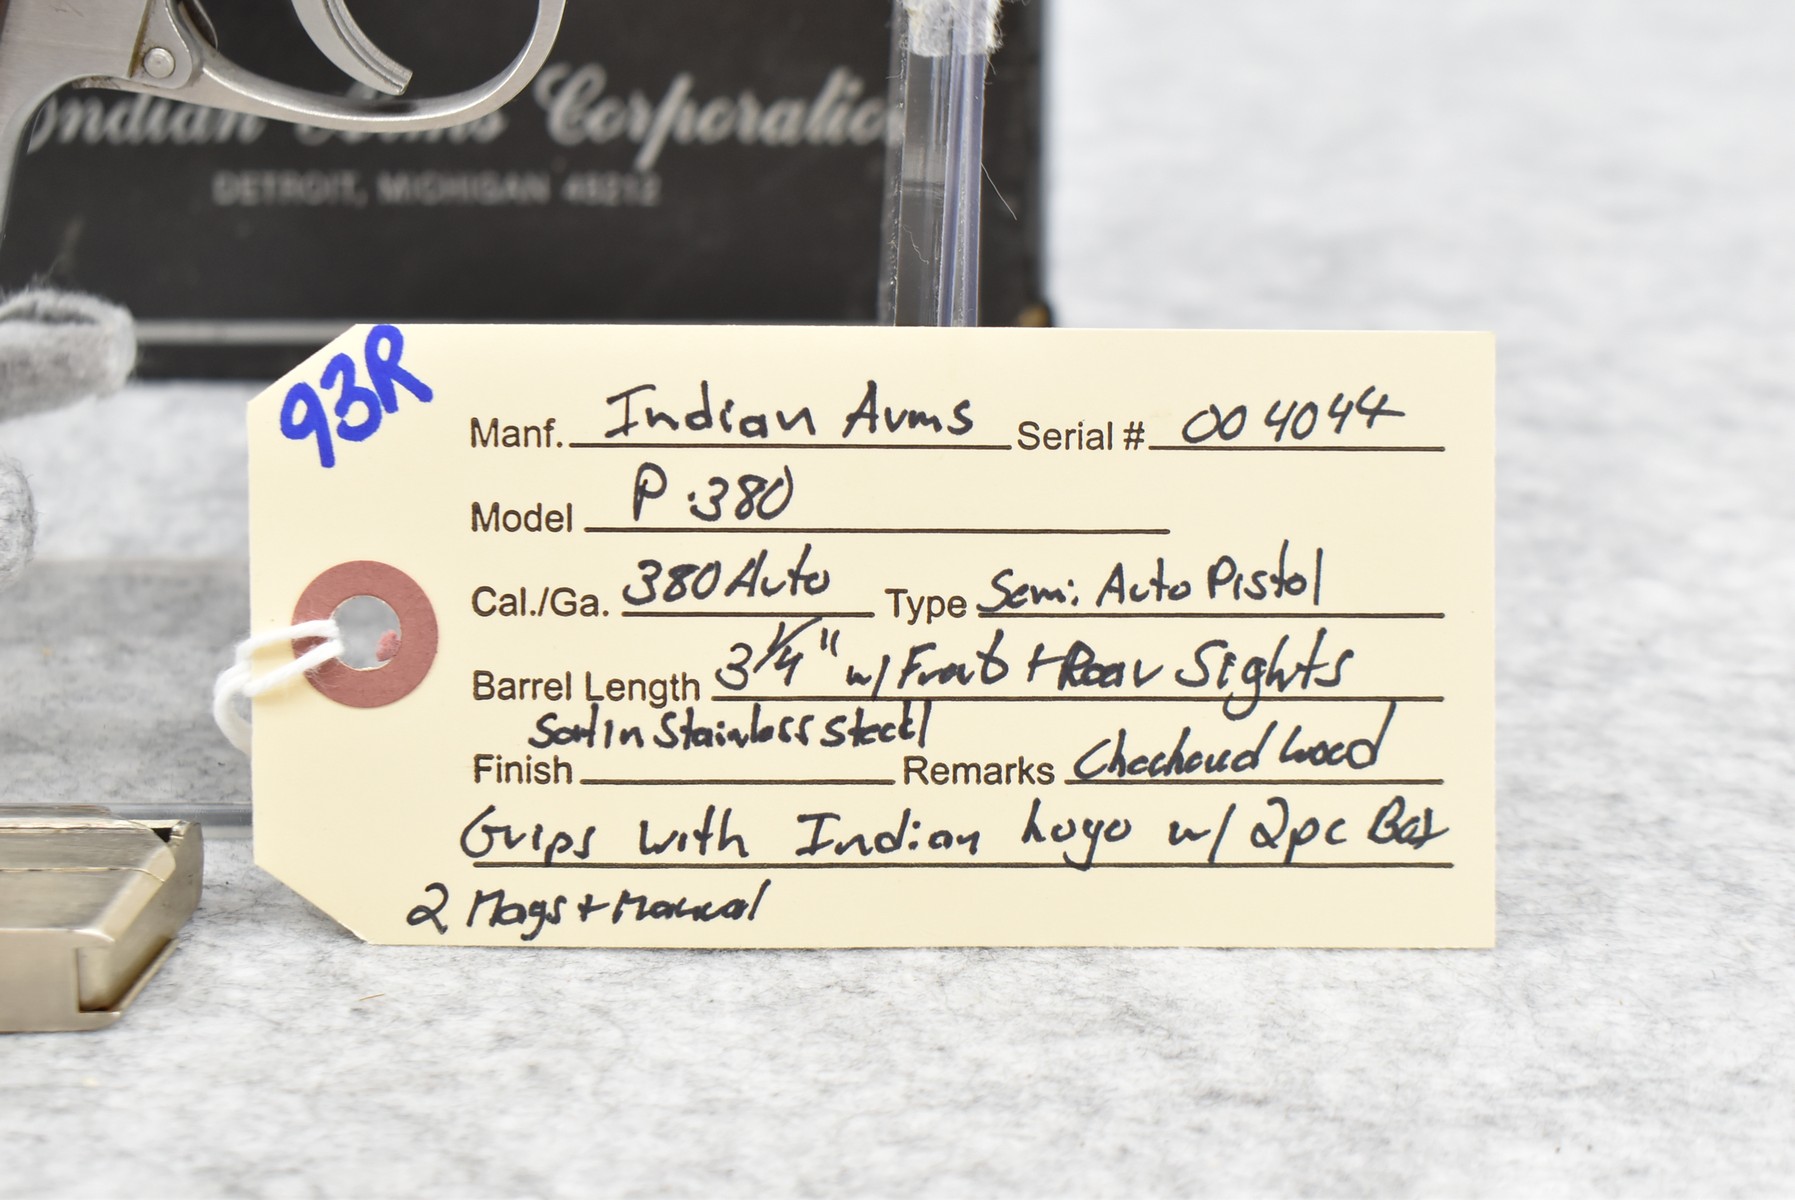 Indian Arms Corporation
DETROIT, MICHIGAN 48212
93R
Manf. Indian Arms Serial # 004044
Model P.380
Cal./Ga. 380 Auto Type Semi Auto Pistol
Barrel Length 3 1/4" w/ Front + Rear Sights
Finish Satin Stainless Steel Remarks Checkered Wood
Grips with Indian Logo w/ 2pc Box
2 Mags + Manual